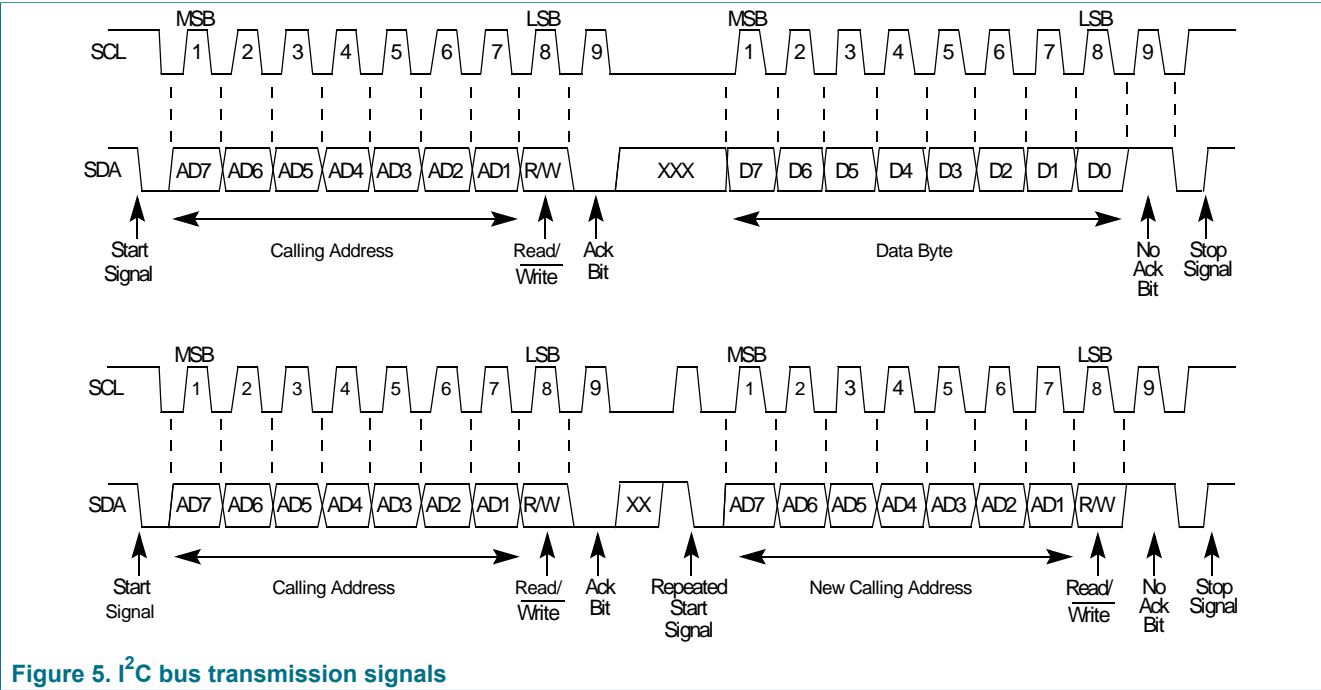 MSB LSB MSB LSB
SCL 1 2 3 4 5 6 7 8 9 1 2 3 4 5 6 7 8 9
SDA AD7 AD6 AD5 AD4 AD3 AD2 AD1 R/W XXX D7 D6 D5 D4 D3 D2 D1 D0
Start Signal
Calling Address
Read/
Write
Ack
Bit
Data Byte
No
Ack
Bit
Stop
Signal
MSB LSB MSB LSB
SCL 1 2 3 4 5 6 7 8 9 1 2 3 4 5 6 7 8 9
SDA AD7 AD6 AD5 AD4 AD3 AD2 AD1 R/W XX AD7 AD6 AD5 AD4 AD3 AD2 AD1 R/W
Start
Signal
Calling Address
Read/
Write
Ack
Bit
Repeated
Start
Signal
New Calling Address
Read/
Write
No
Ack
Bit
Stop
Signal
Figure 5. I²C bus transmission signals